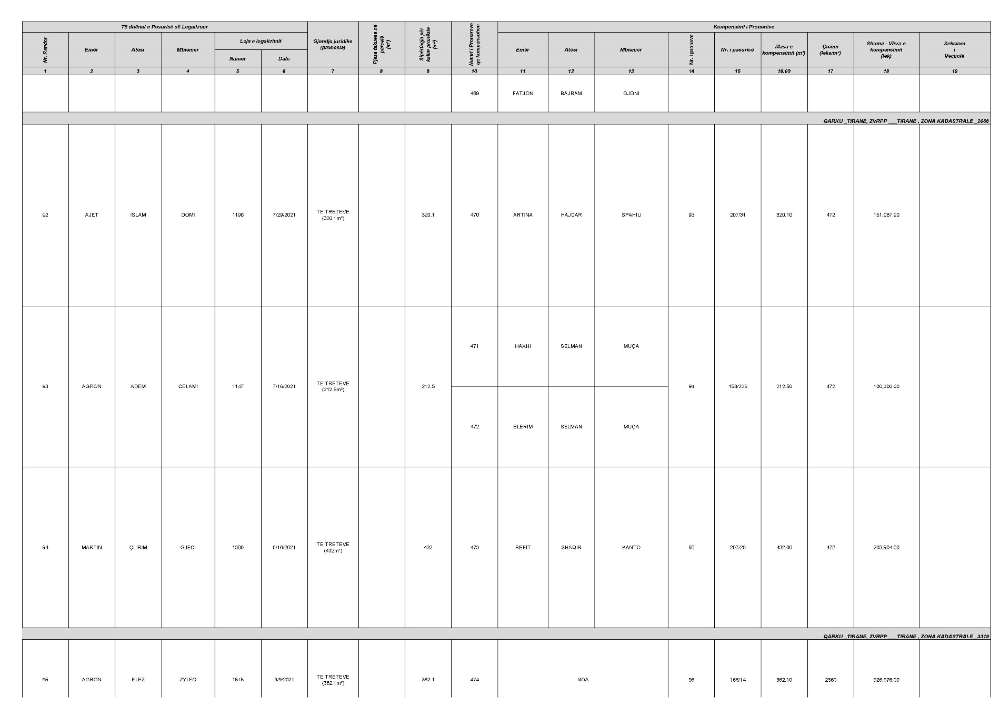 Të dhënat e Pasurisë së Legalizuar
Kompensimi i Pronarëve
Nr. Rendor
Emër
Atësi
Mbiemër
Leja e legalizimit
Numer
Date
Gjendja juridike
(pronesia)
Pjesa takuese në
parcelë
(m²)
Sipërfaqja për
kalim pronësie
(m²)
Numri i Pronareve
qe kompensohen
Emër
Atësi
Mbiemër
Nr. i pronave
Nr. i pasurisë
Masa e
kompensimit (m²)
Çmimi
(leke/m²)
Shuma - Vlera e
kompensimit
(lek)
Seksioni
i
Veçantë
1 2 3 4 5 6 7 8 9 10 11 12 13 14 15 16.00 17 18 19
469 FATJON BAJRAM GJONI
QARKU _TIRANE, ZVRPP ___TIRANE , ZONA KADASTRALE _2066
92 AJET ISLAM DOMI 1196 7/29/2021 TE TRETEVE
(320.1m²)
320.1 470 ARTINA HAJDAR SPAHIU 93 207/31 320.10 472 151,087.20
471 HAXHI SELMAN MUÇA
93 AGRON ADEM CELAMI 1147 7/16/2021 TE TRETEVE
(212.5m²)
212.5 94 158/226 212.50 472 100,300.00
472 BLERIM SELMAN MUÇA
94 MARTIN ÇLIRIM GJECI 1300 8/16/2021 TE TRETEVE
(432m²)
432 473 REFIT SHAQIR KANTO 95 207/20 432.00 472 203,904.00
QARKU _TIRANE, ZVRPP ___TIRANE , ZONA KADASTRALE _3319
95 AGRON ELEZ ZYLFO 1515 9/9/2021 TE TRETEVE
(362.1m²)
362.1 474 NOA 96 166/14 362.10 2560 926,976.00